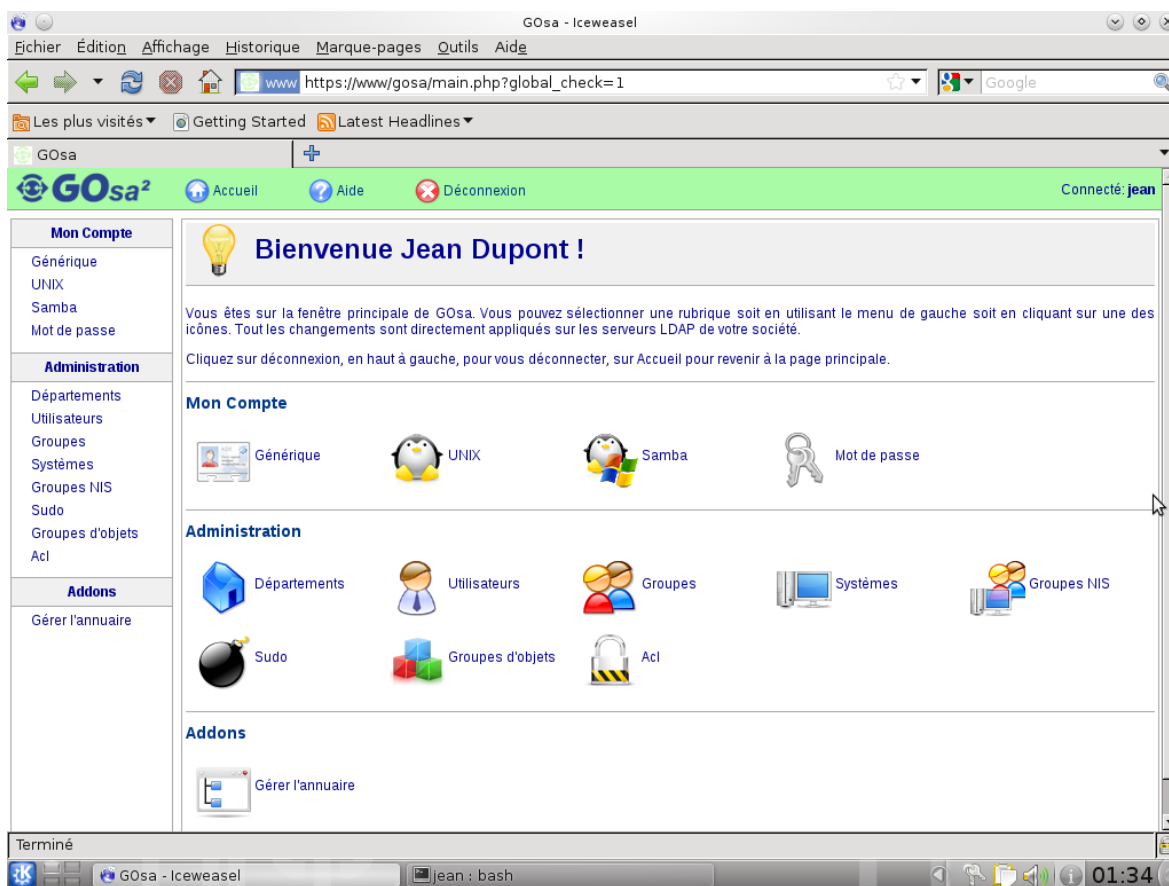 GOsa - Iceweasel
Fichier Édition Affichage Historique Marque-pages Outils Aide
www https://www/gosa/main.php?global_check=1 Google
Les plus visités Getting Started Latest Headlines
GOsa
GOsa² Accueil Aide Déconnexion Connecté: jean
Mon Compte
Générique
UNIX
Samba
Mot de passe
Administration
Départements
Utilisateurs
Groupes
Systèmes
Groupes NIS
Sudo
Groupes d'objets
Acl
Addons
Gérer l'annuaire
Bienvenue Jean Dupont !
Vous êtes sur la fenêtre principale de GOsa. Vous pouvez sélectionner une rubrique soit en utilisant le menu de gauche soit en cliquant sur une des
icônes. Tout les changements sont directement appliqués sur les serveurs LDAP de votre société.
Cliquez sur déconnexion, en haut à gauche, pour vous déconnecter, sur Accueil pour revenir à la page principale.
Mon Compte
Générique UNIX Samba Mot de passe
Administration
Départements Utilisateurs Groupes Systèmes Groupes NIS
Sudo Groupes d'objets Acl
Addons
Gérer l'annuaire
Terminé
GOsa - Iceweasel jean : bash 01:34